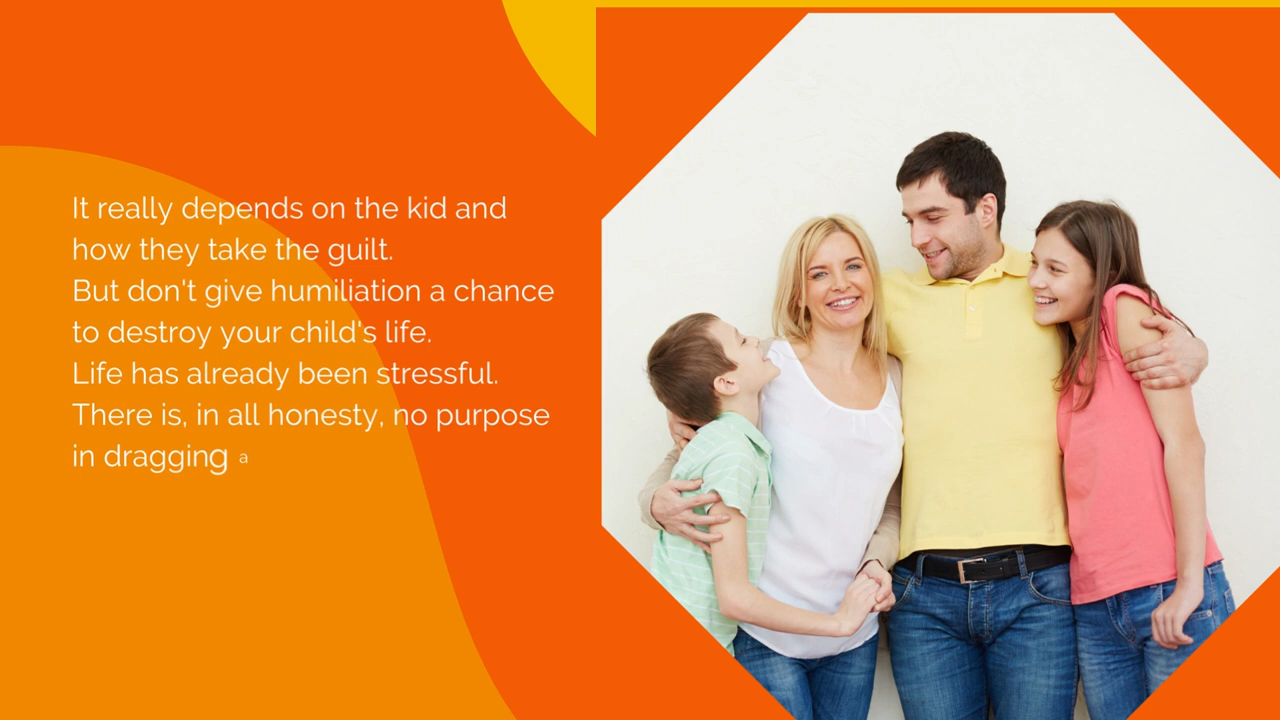 It really depends on the kid and
how they take the guilt.
But don't give humiliation a chance
to destroy your child's life.
Life has already been stressful.
There is, in all honesty, no purpose
in dragging a